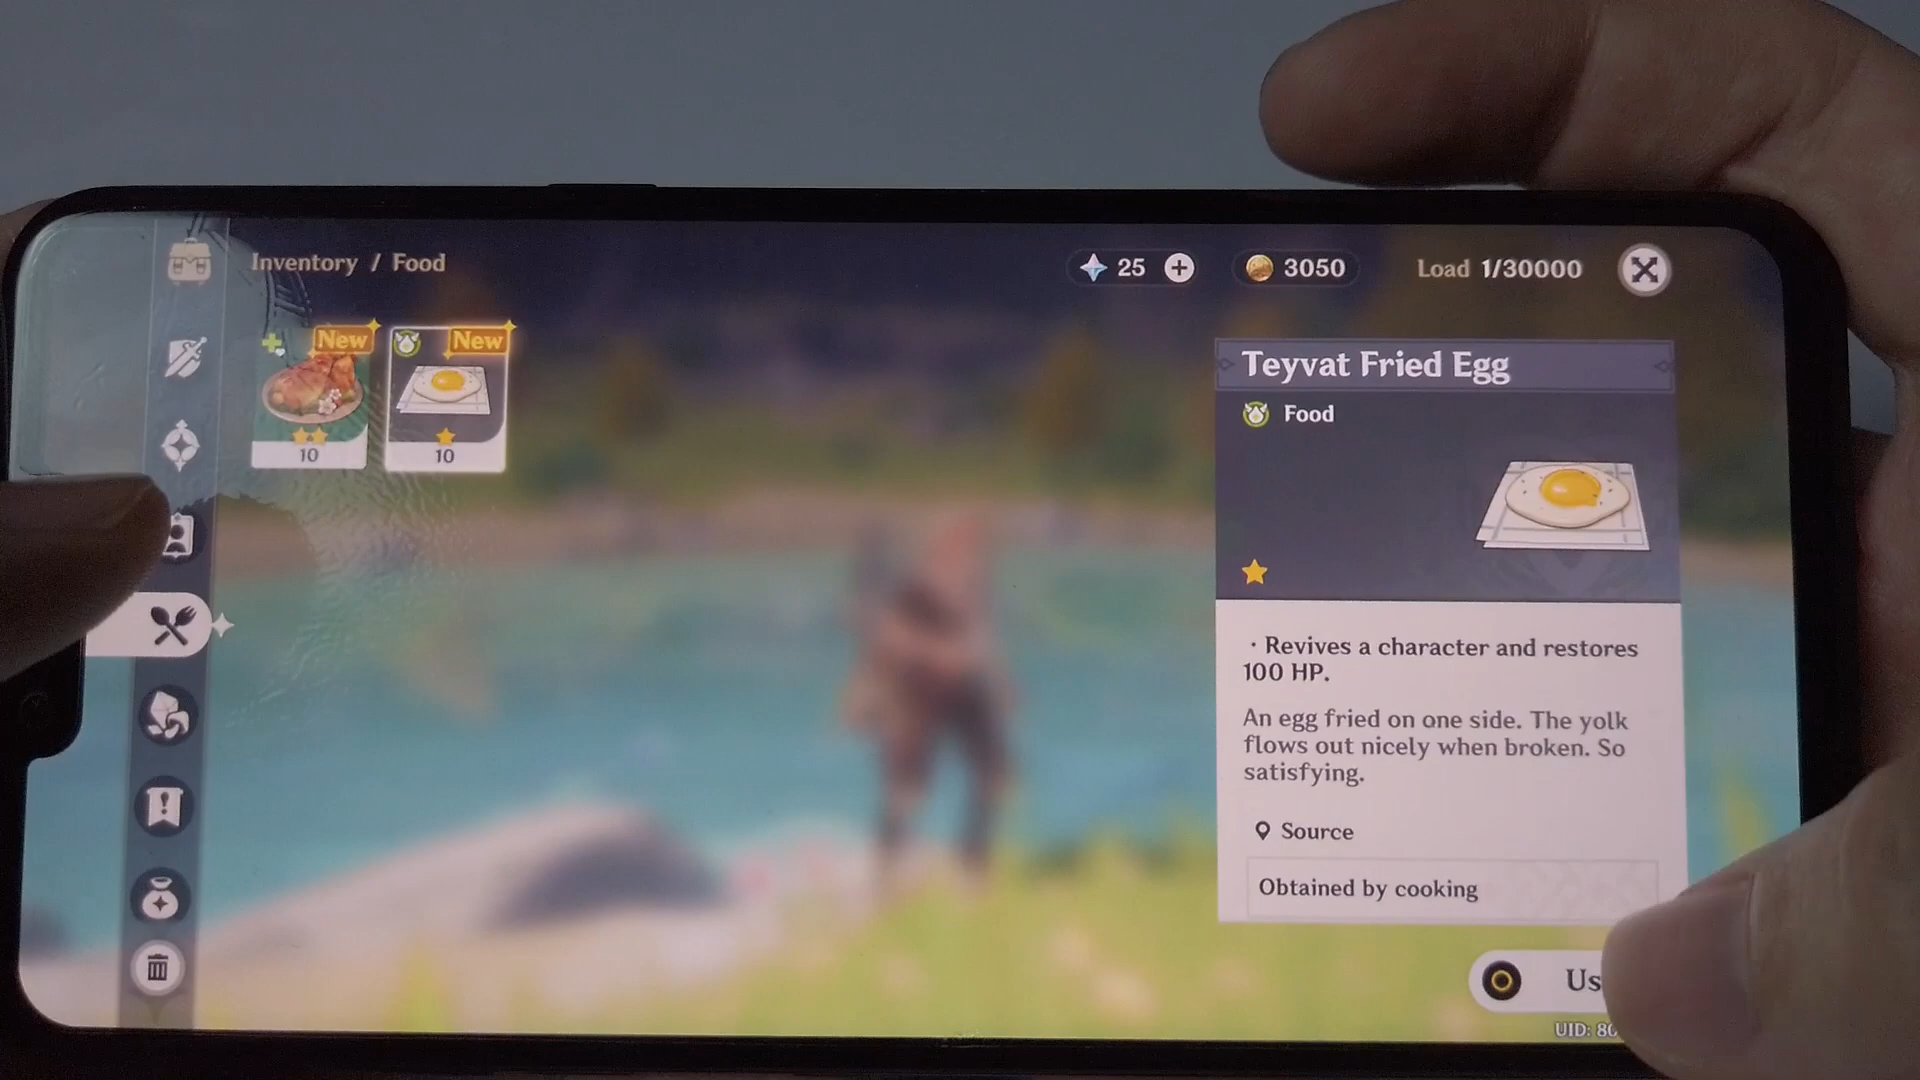 Inventory / Food
25
3050
Load 1/30000
New
New
10
10
Teyvat Fried Egg
Food
· Revives a character and restores
100 HP.
An egg fried on one side. The yolk
flows out nicely when broken. So
satisfying.
Source
Obtained by cooking
Us
UID: 80